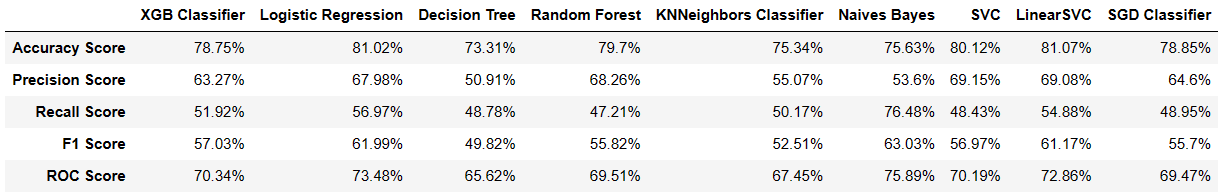 XGB Classifier Logistic Regression Decision Tree Random Forest KNNeighbors Classifier Naives Bayes SVC LinearSVC SGD Classifier
Accuracy Score 78.75% 81.02% 73.31% 79.7% 75.34% 75.63% 80.12% 81.07% 78.85%
Precision Score 63.27% 67.98% 50.91% 68.26% 55.07% 53.6% 69.15% 69.08% 64.6%
Recall Score 51.92% 56.97% 48.78% 47.21% 50.17% 76.48% 48.43% 54.88% 48.95%
F1 Score 57.03% 61.99% 49.82% 55.82% 52.51% 63.03% 56.97% 61.17% 55.7%
ROC Score 70.34% 73.48% 65.62% 69.51% 67.45% 75.89% 70.19% 72.86% 69.47%